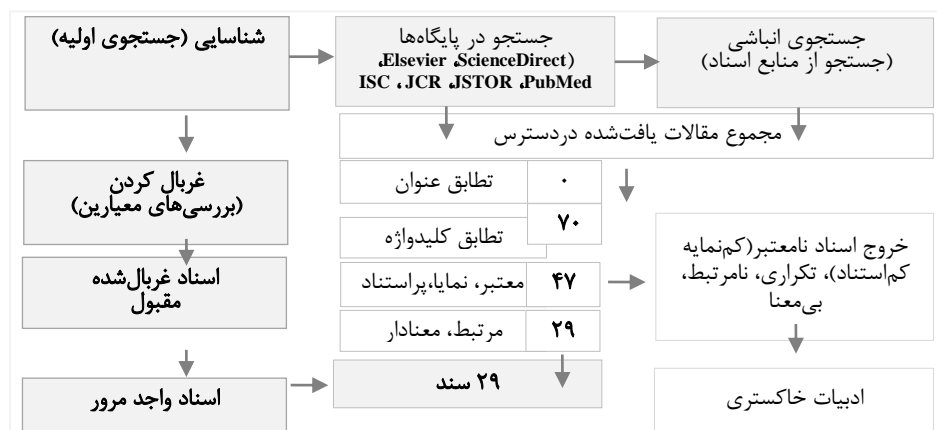 شناسایی (جستجوی اولیه)
جستجو در پایگاه‌ها
(Elsevier ،ScienceDirect،
ISC ، JCR ،JSTOR ،PubMed
جستجوی انباشی
(جستجو از منابع اسناد)
مجموع مقالات یافت‌شده دردسترس
غربال کردن
(بررسی‌های معیارین)
تطابق عنوان
۰
تطابق کلیدواژه
۷۰
خروج اسناد نامعتبر(کم‌نمایه
کم‌استناد)، تکراری، نامرتبط،
بی‌معنا
اسناد غربال‌شده
مقبول
معتبر، نمایا،پراستناد
۴۷
مرتبط، معنادار
۲۹
اسناد واجد مرور
۲۹ سند
ادبیات خاکستری